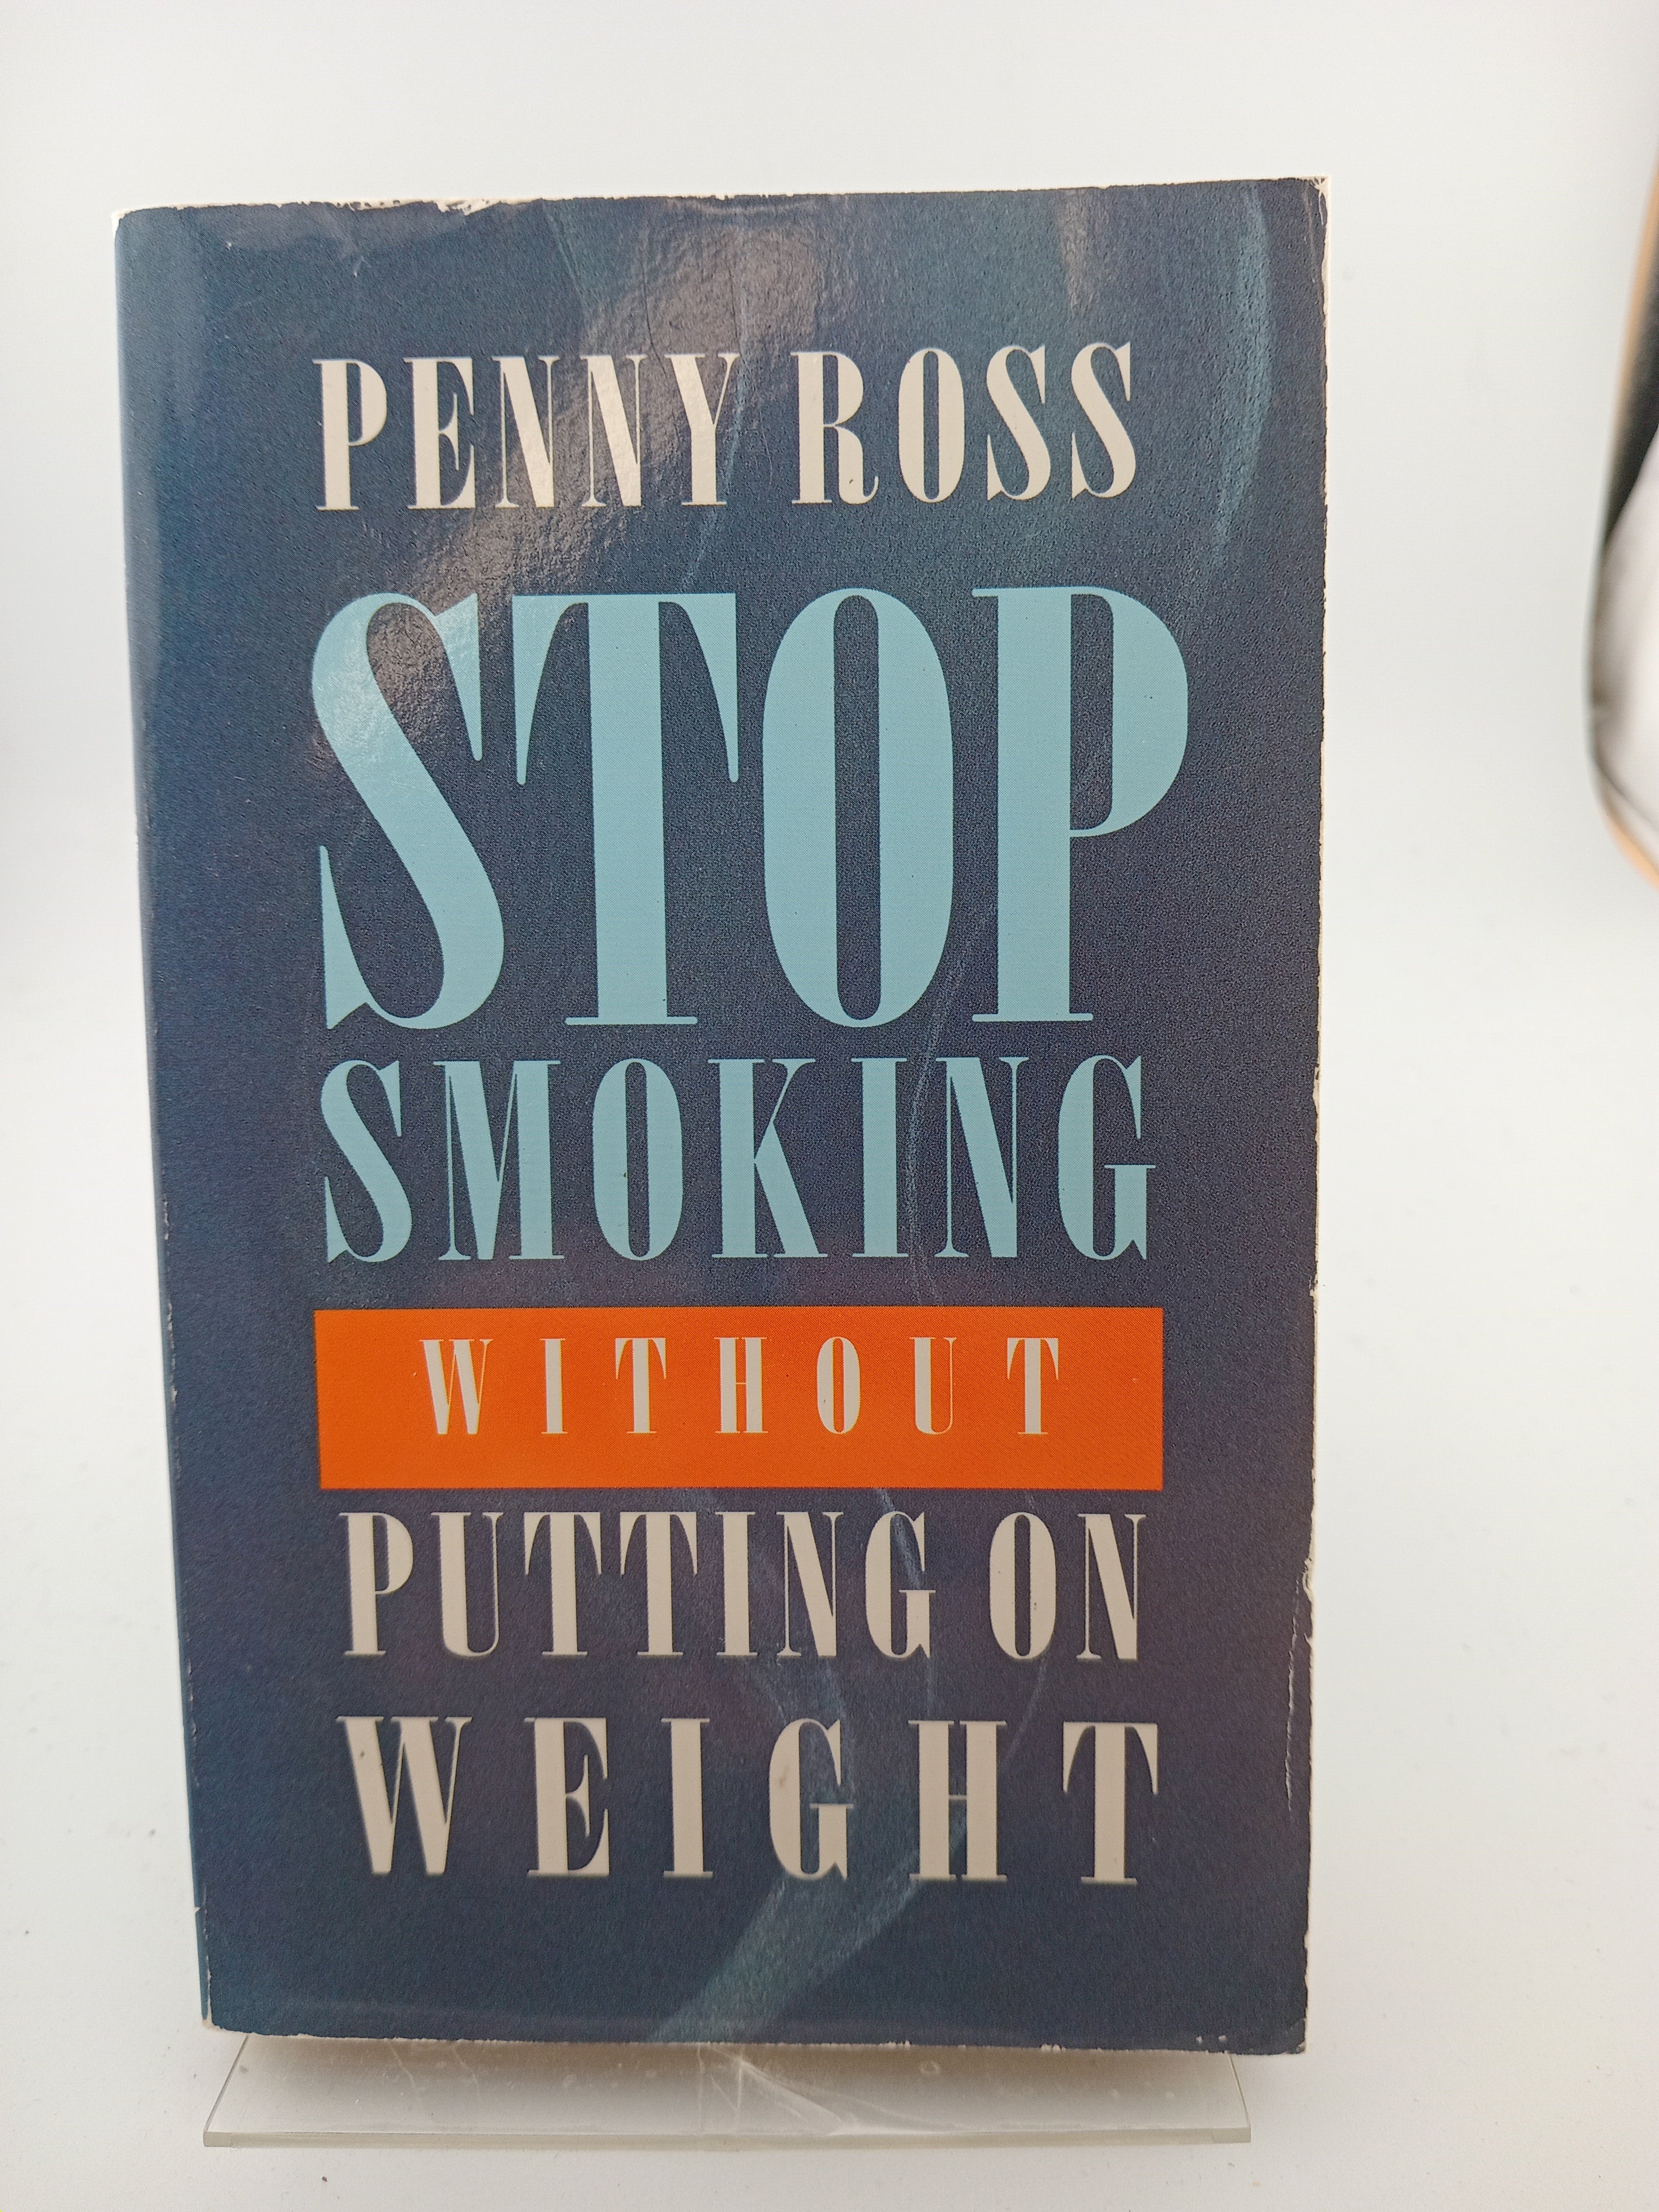 PENNY ROSS
STOP
SMOKING
WITHOUT
PUTTING ON
WEIGHT